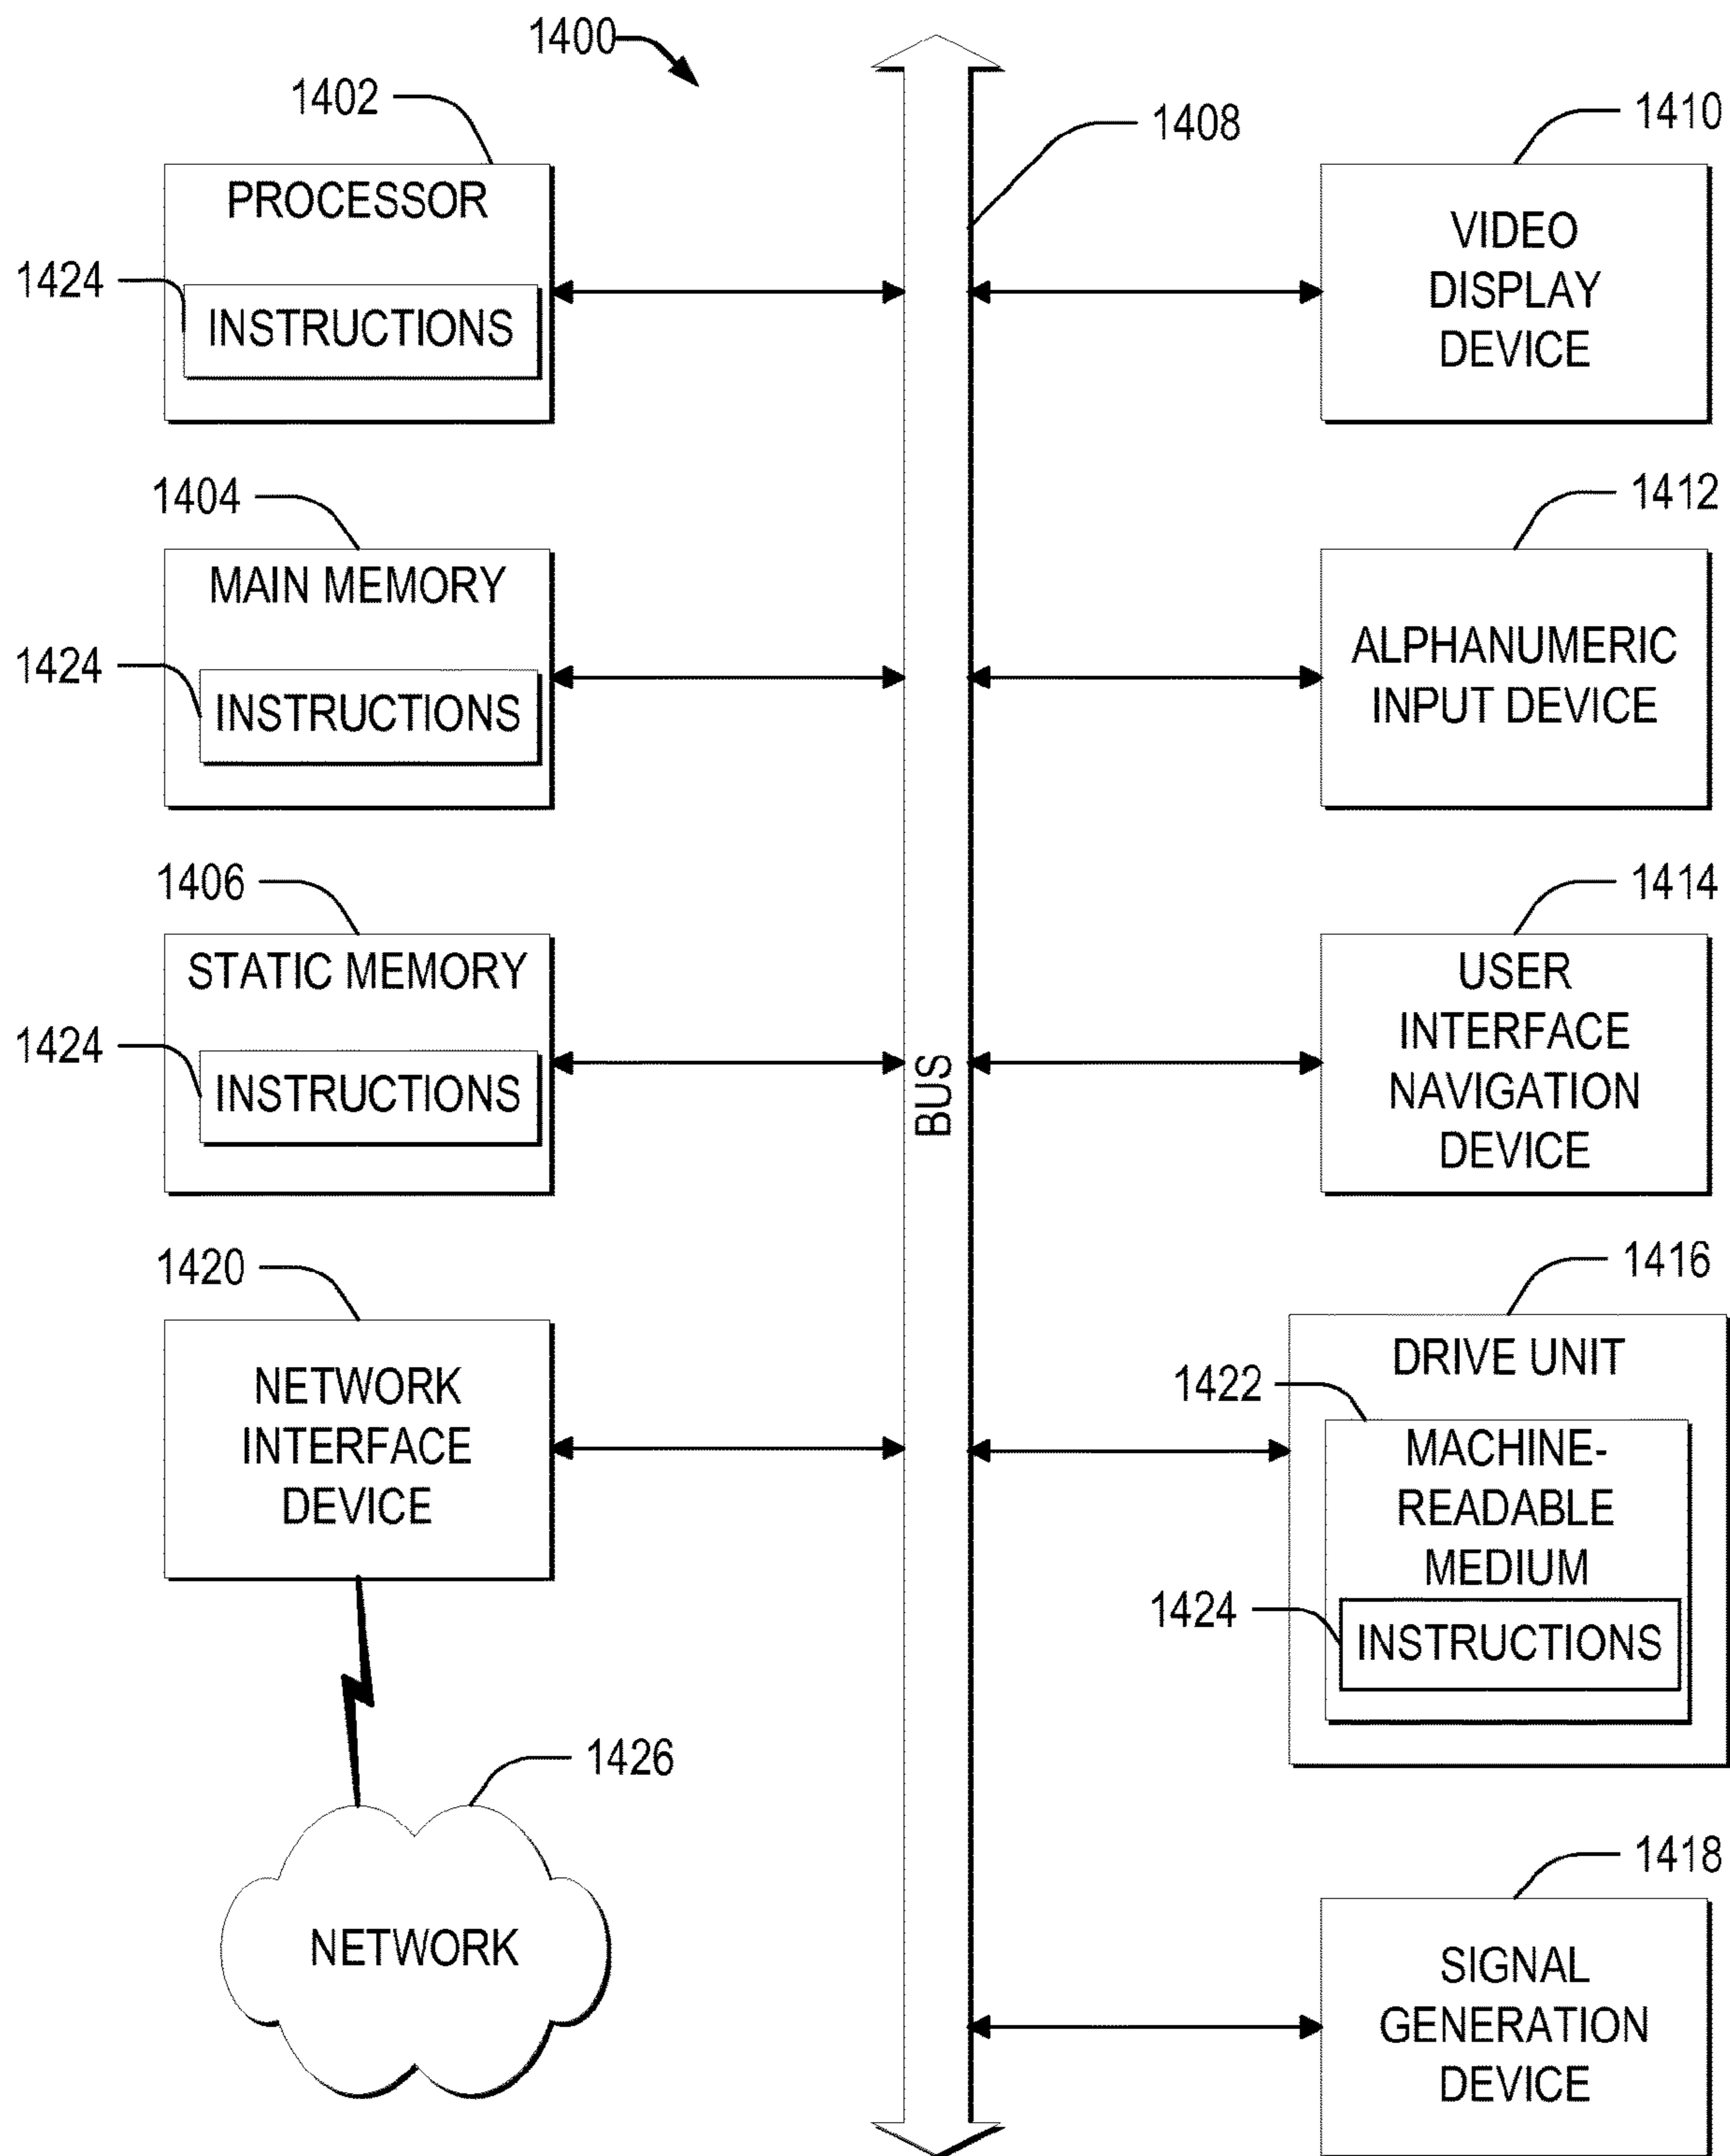 1400
1402
PROCESSOR
1424
INSTRUCTIONS
1404
MAIN MEMORY
1424
INSTRUCTIONS
1406
STATIC MEMORY
1424
INSTRUCTIONS
1420
NETWORK
INTERFACE
DEVICE
1426
NETWORK
1408
BUS
1410
VIDEO
DISPLAY
DEVICE
1412
ALPHANUMERIC
INPUT DEVICE
1414
USER
INTERFACE
NAVIGATION
DEVICE
1416
DRIVE UNIT
1422
MACHINE-
READABLE
MEDIUM
1424
INSTRUCTIONS
1418
SIGNAL
GENERATION
DEVICE